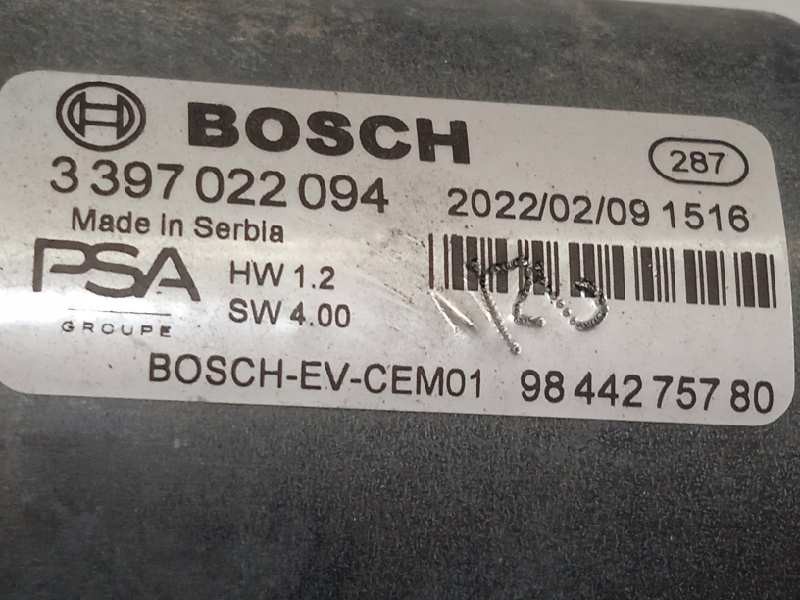 BOSCH
287
3 397 022 094
2022/02/09 1516
Made in Serbia
PSA
HW 1.2
GROUPE
SW 4.00
BOSCH-EV-CEM01 98 442 757 80